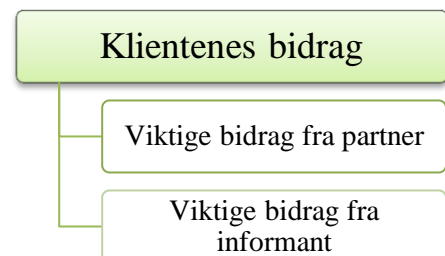 Klientenes bidrag
Viktige bidrag fra partner
Viktige bidrag fra
informant